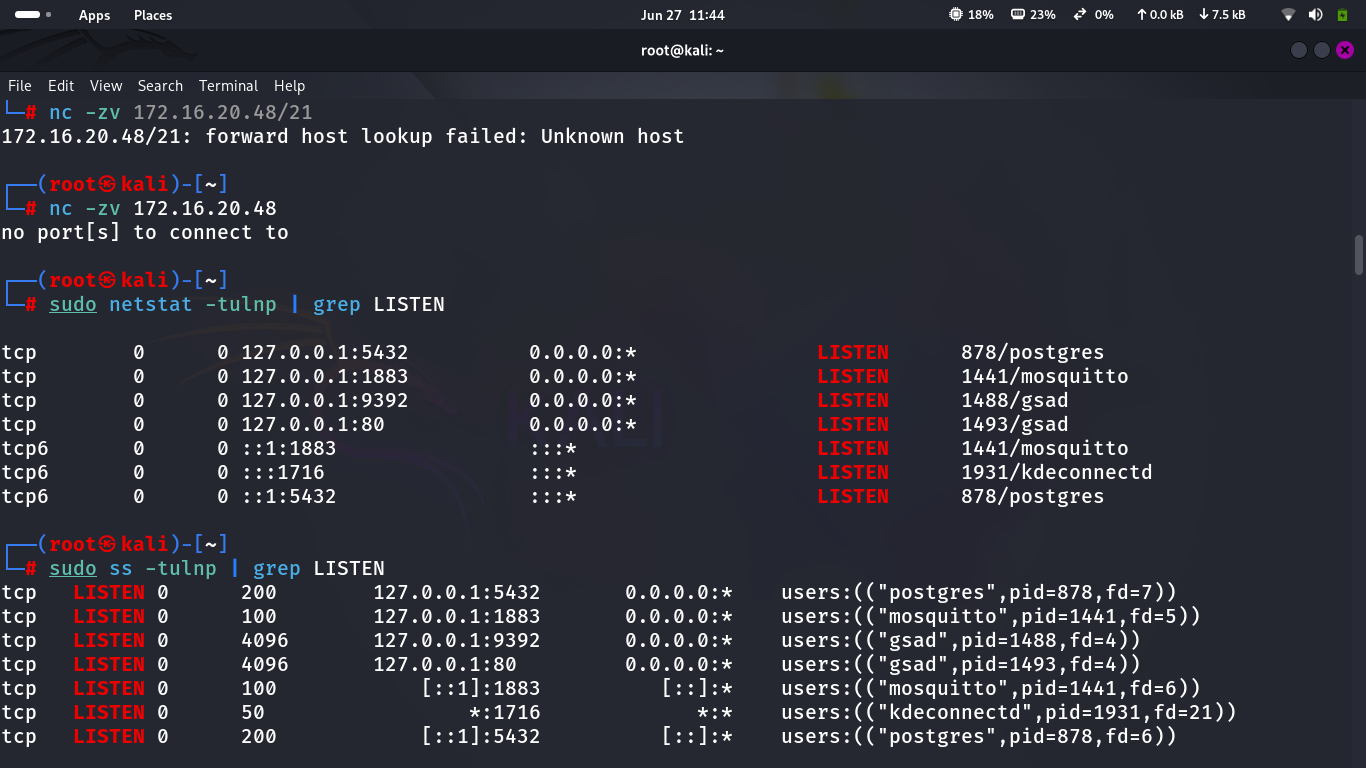 Apps Places Jun 27 11:44 18% 23% 0% 0.0 kB 7.5 kB
root@kali: ~
File Edit View Search Terminal Help
└─# nc -zv 172.16.20.48/21
172.16.20.48/21: forward host lookup failed: Unknown host
┌──(root㉿kali)-[~]
└─# nc -zv 172.16.20.48
no port[s] to connect to
┌──(root㉿kali)-[~]
└─# sudo netstat -tulnp | grep LISTEN
tcp 0 0 127.0.0.1:5432 0.0.0.0:* LISTEN 878/postgres
tcp 0 0 127.0.0.1:1883 0.0.0.0:* LISTEN 1441/mosquitto
tcp 0 0 127.0.0.1:9392 0.0.0.0:* LISTEN 1488/gsad
tcp 0 0 127.0.0.1:80 0.0.0.0:* LISTEN 1493/gsad
tcp6 0 0 ::1:1883 :::* LISTEN 1441/mosquitto
tcp6 0 0 :::1716 :::* LISTEN 1931/kdeconnectd
tcp6 0 0 ::1:5432 :::* LISTEN 878/postgres
┌──(root㉿kali)-[~]
└─# sudo ss -tulnp | grep LISTEN
tcp LISTEN 0 200 127.0.0.1:5432 0.0.0.0:* users:(("postgres",pid=878,fd=7))
tcp LISTEN 0 100 127.0.0.1:1883 0.0.0.0:* users:(("mosquitto",pid=1441,fd=5))
tcp LISTEN 0 4096 127.0.0.1:9392 0.0.0.0:* users:(("gsad",pid=1488,fd=4))
tcp LISTEN 0 4096 127.0.0.1:80 0.0.0.0:* users:(("gsad",pid=1493,fd=4))
tcp LISTEN 0 100 [::1]:1883 [::]:* users:(("mosquitto",pid=1441,fd=6))
tcp LISTEN 0 50 *:1716 *:* users:(("kdeconnectd",pid=1931,fd=21))
tcp LISTEN 0 200 [::1]:5432 [::]:* users:(("postgres",pid=878,fd=6))